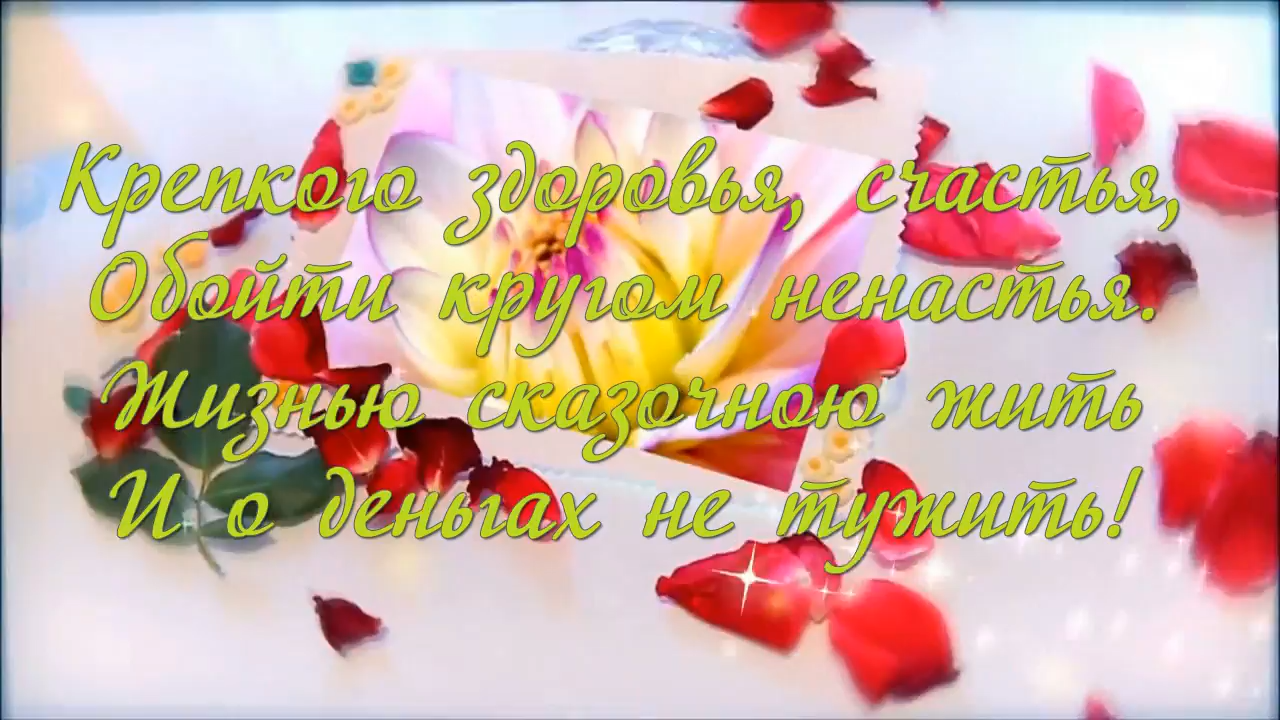 Крепкого здоровья, счастья,
Обойти кругом ненастья.
Жизнью сказочною жить
И о деньгах не тужить!